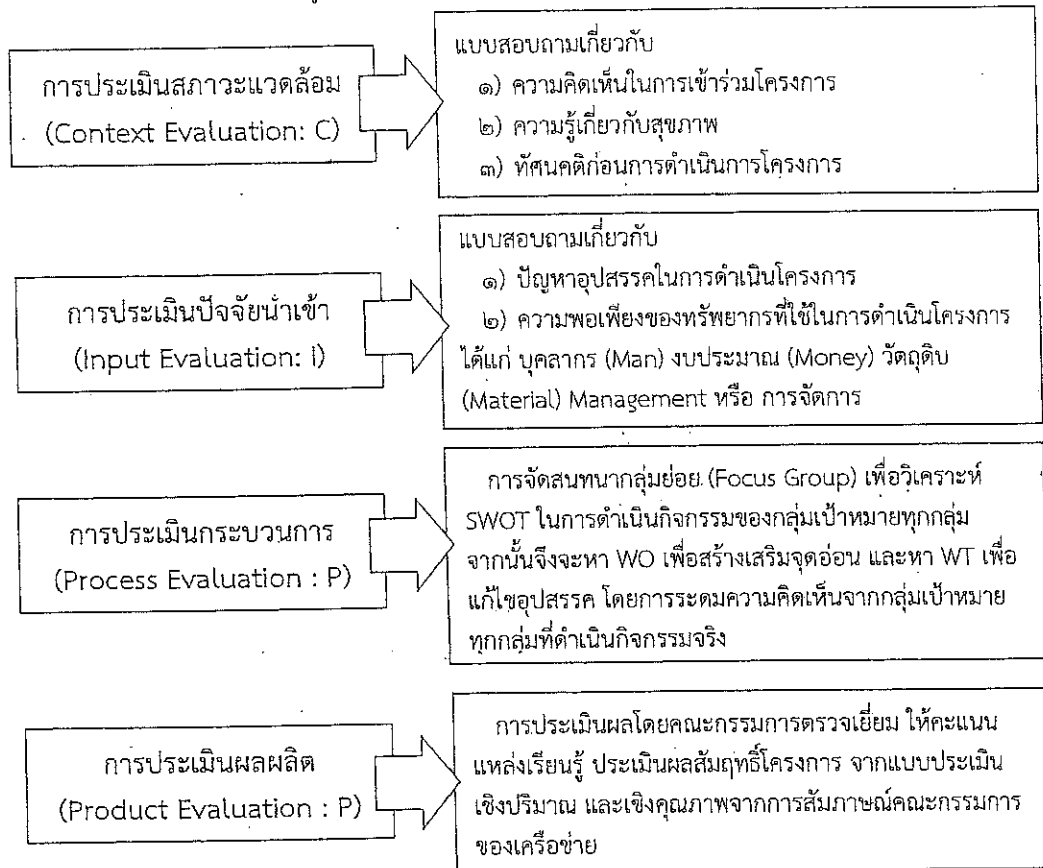 การประเมินสภาวะแวดล้อม
(Context Evaluation: C)
แบบสอบถามเกี่ยวกับ
๑) ความคิดเห็นในการเข้าร่วมโครงการ
๒) ความรู้เกี่ยวกับสุขภาพ
๓) ทัศนคติก่อนการดำเนินการโครงการ
การประเมินปัจจัยนำเข้า
(Input Evaluation: I)
แบบสอบถามเกี่ยวกับ
๑) ปัญหาอุปสรรคในการดำเนินโครงการ
๒) ความพอเพียงของทรัพยากรที่ใช้ในการดำเนินโครงการ
ได้แก่ บุคลากร (Man) งบประมาณ (Money) วัตถุดิบ
(Material) Management หรือ การจัดการ
การประเมินกระบวนการ
(Process Evaluation : P)
การจัดสนทนากลุ่มย่อย (Focus Group) เพื่อวิเคราะห์
SWOT ในการดำเนินกิจกรรมของกลุ่มเป้าหมายทุกกลุ่ม
จากนั้นจึงจะหา WO เพื่อสร้างเสริมจุดอ่อน และหา WT เพื่อ
แก้ไขอุปสรรค โดยการระดมความคิดเห็นจากกลุ่มเป้าหมาย
ทุกกลุ่มที่ดำเนินกิจกรรมจริง
การประเมินผลผลิต
(Product Evaluation : P)
การประเมินผลโดยคณะกรรมการตรวจเยี่ยม ให้คะแนน
แหล่งเรียนรู้ ประเมินผลสัมฤทธิ์โครงการ จากแบบประเมิน
เชิงปริมาณ และเชิงคุณภาพจากการสัมภาษณ์คณะกรรมการ
ของเครือข่าย